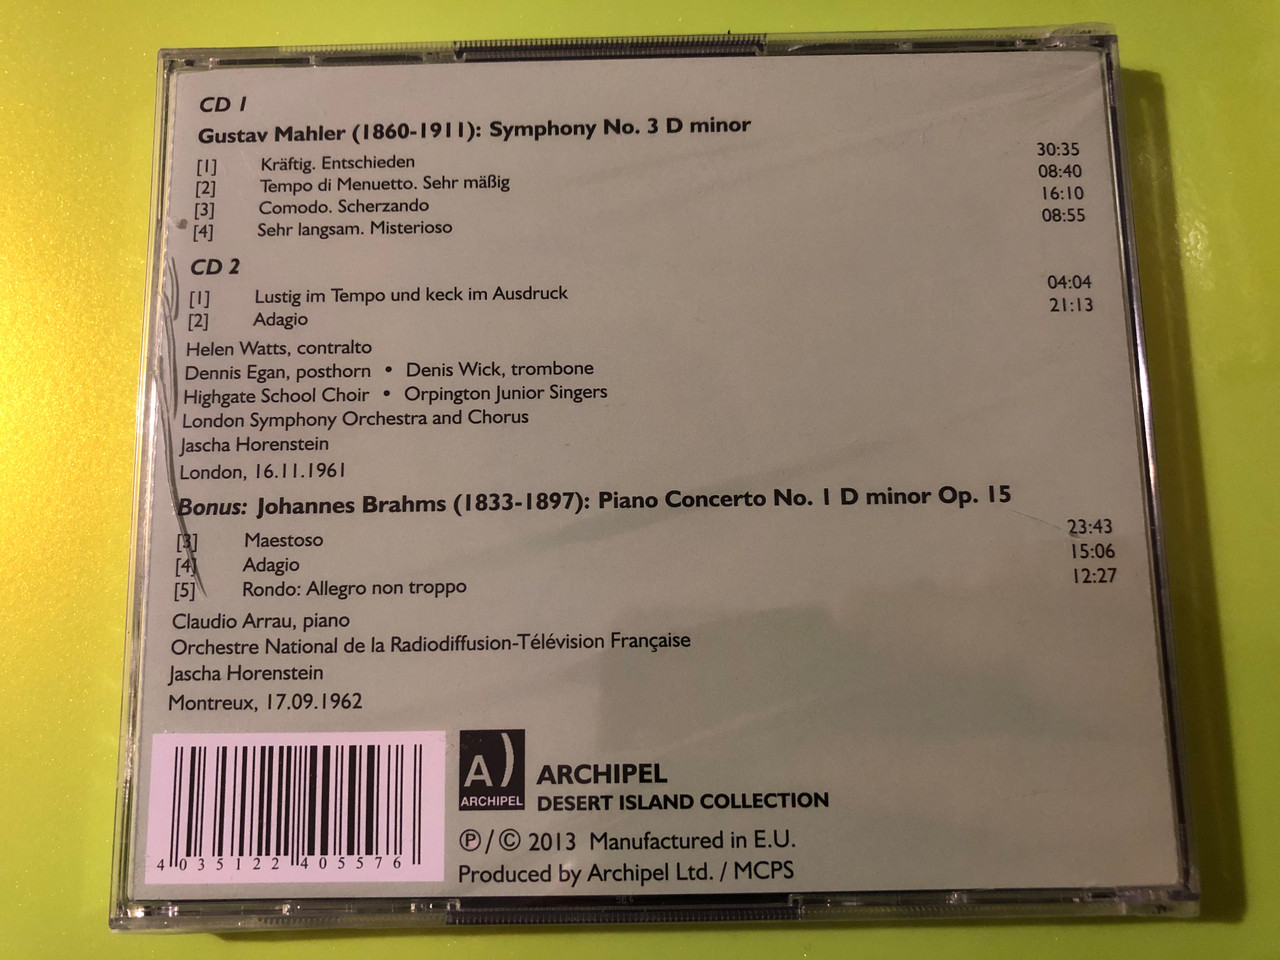 CD 1
Gustav Mahler (1860-1911): Symphony No. 3 D minor
[1] Kräftig. Entschieden 30:35
[2] Tempo di Menuetto. Sehr mäßig 08:40
[3] Comodo. Scherzando 16:10
[4] Sehr langsam. Misterioso 08:55
CD 2
[1] Lustig im Tempo und keck im Ausdruck 04:04
[2] Adagio 21:13
Helen Watts, contralto
Dennis Egan, posthorn • Denis Wick, trombone
Highgate School Choir • Orpington Junior Singers
London Symphony Orchestra and Chorus
Jascha Horenstein
London, 16.11.1961
Bonus: Johannes Brahms (1833-1897): Piano Concerto No. 1 D minor Op. 15
[3] Maestoso 23:43
[4] Adagio 15:06
[5] Rondo: Allegro non troppo 12:27
Claudio Arrau, piano
Orchestre National de la Radiodiffusion-Télévision Française
Jascha Horenstein
Montreux, 17.09.1962
4 035122 405576
A)
ARCHIPEL
ARCHIPEL
DESERT ISLAND COLLECTION
Ⓟ/© 2013 Manufactured in E.U.
Produced by Archipel Ltd. / MCPS